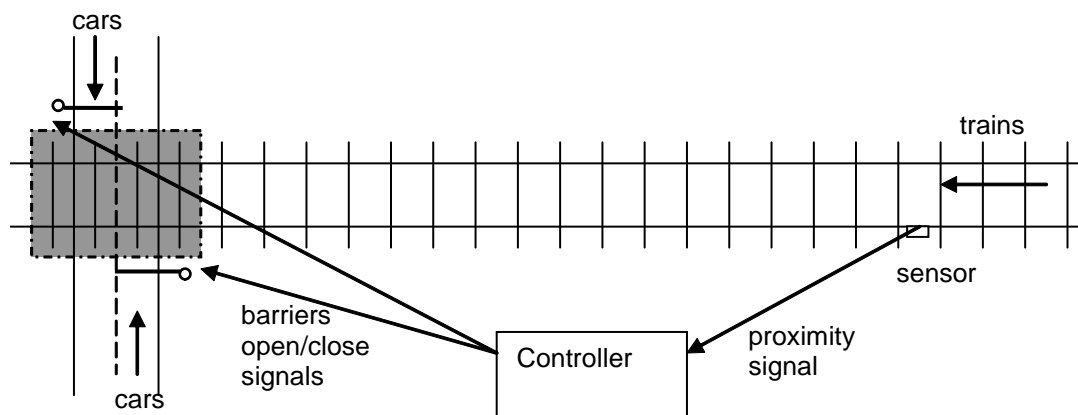 cars
trains
sensor
barriers
open/close
signals
Controller
proximity
signal
cars